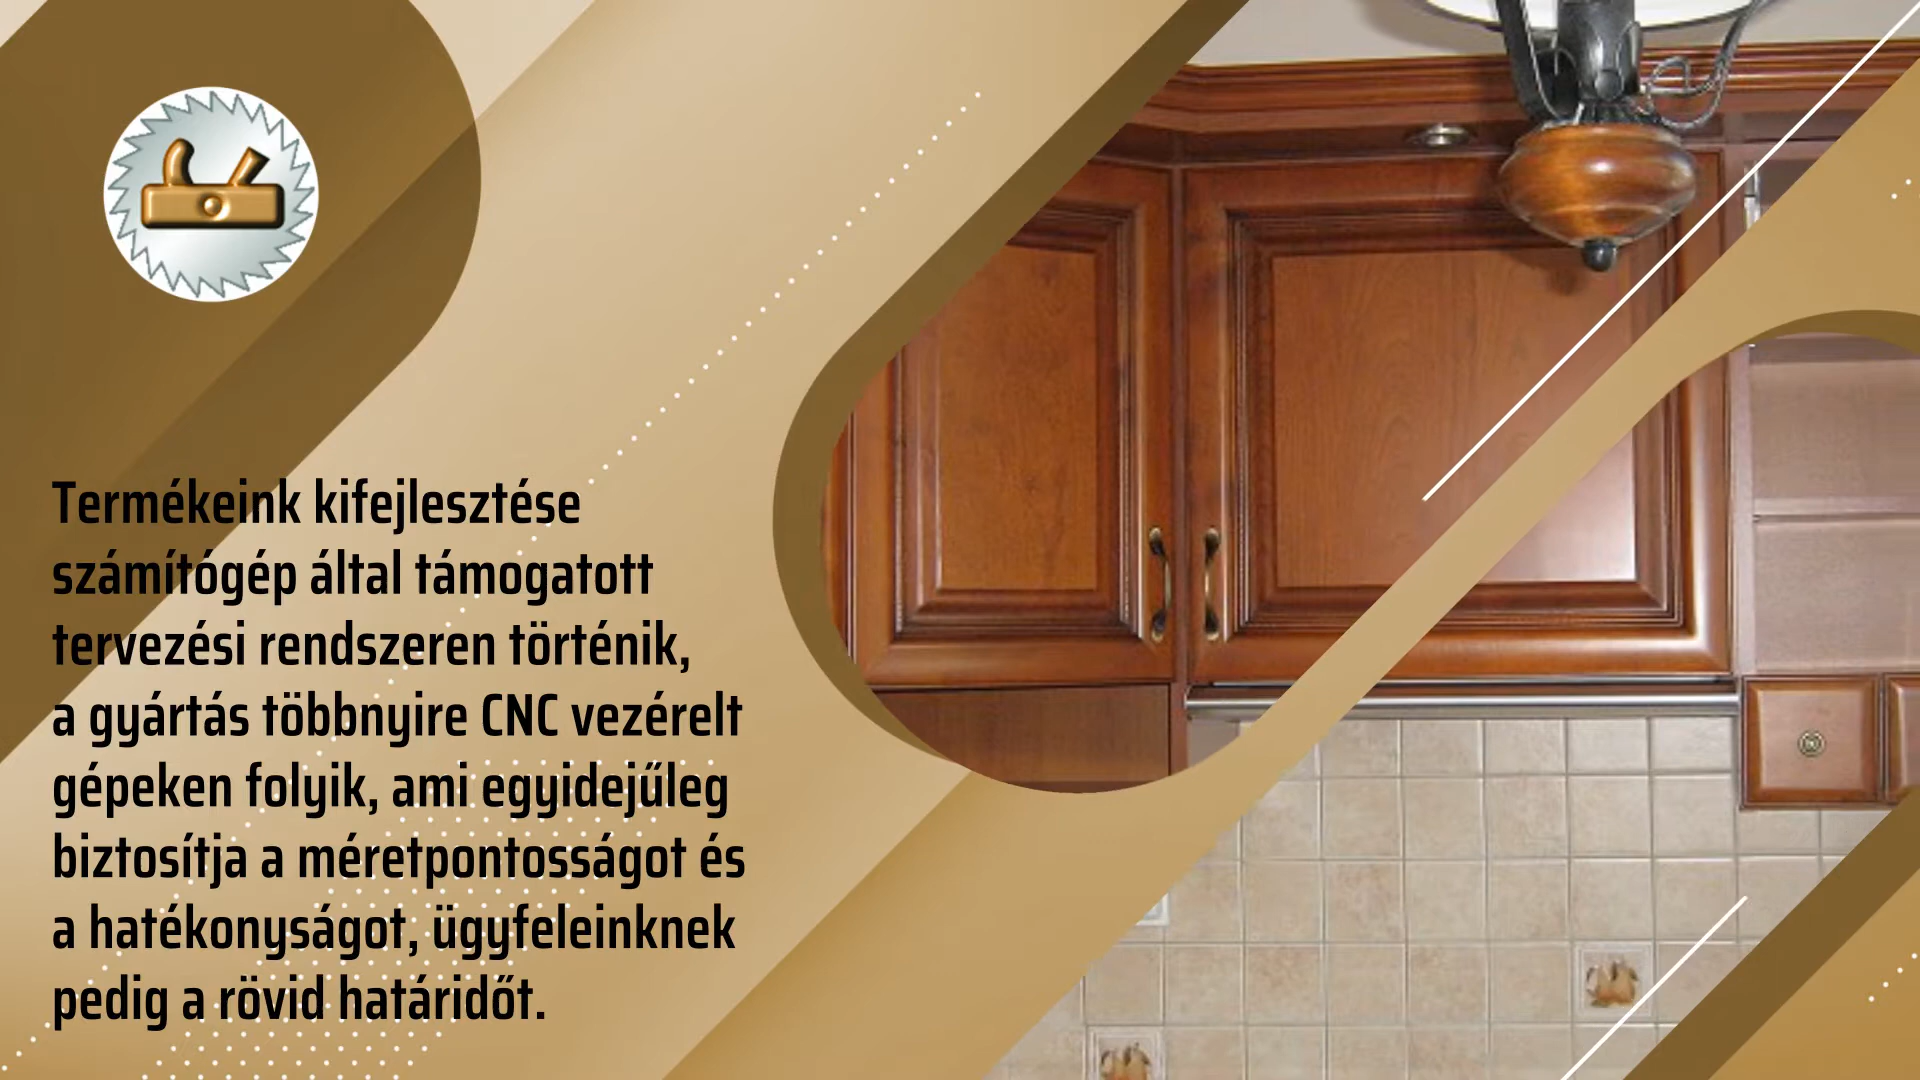 Termékeink kifejlesztése
számítógép által támogatott
tervezési rendszeren történik,
a gyártás többnyire CNC vezérelt
gépeken folyik, ami egyidejűleg
biztosítja a méretpontosságot és
a hatékonyságot, ügyfeleinknek
pedig a rövid határidőt.